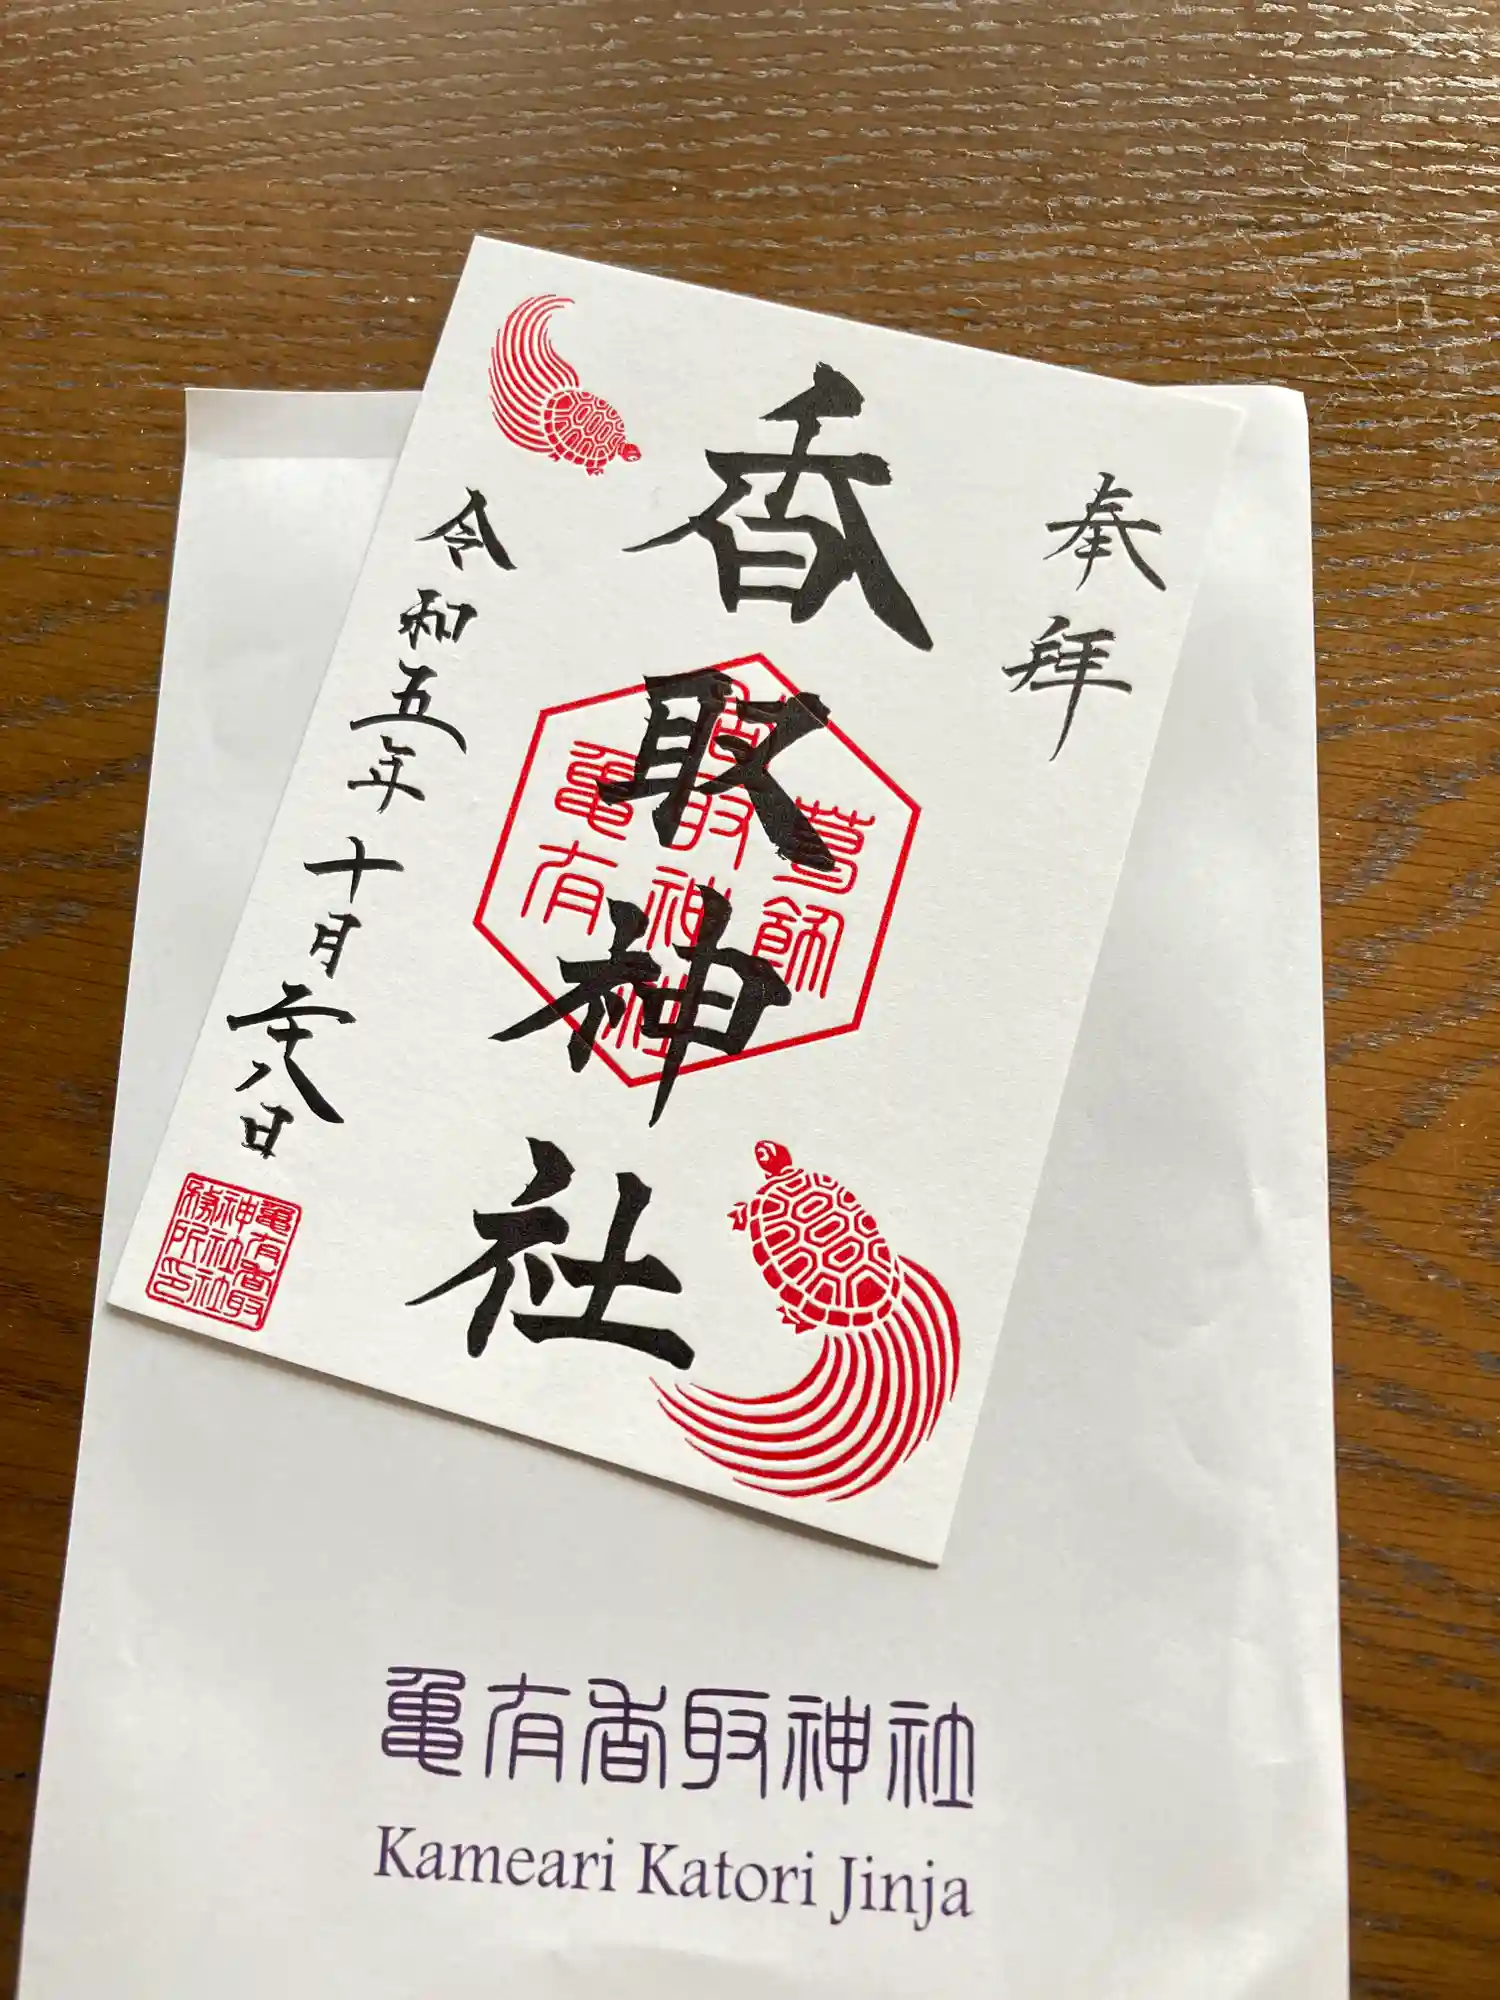 奉拝
香取神社
葛飾
香取神社
亀有
令和五年十月二十八日
亀有香取
神社社
務所印
亀有香取神社
Kameari Katori Jinja